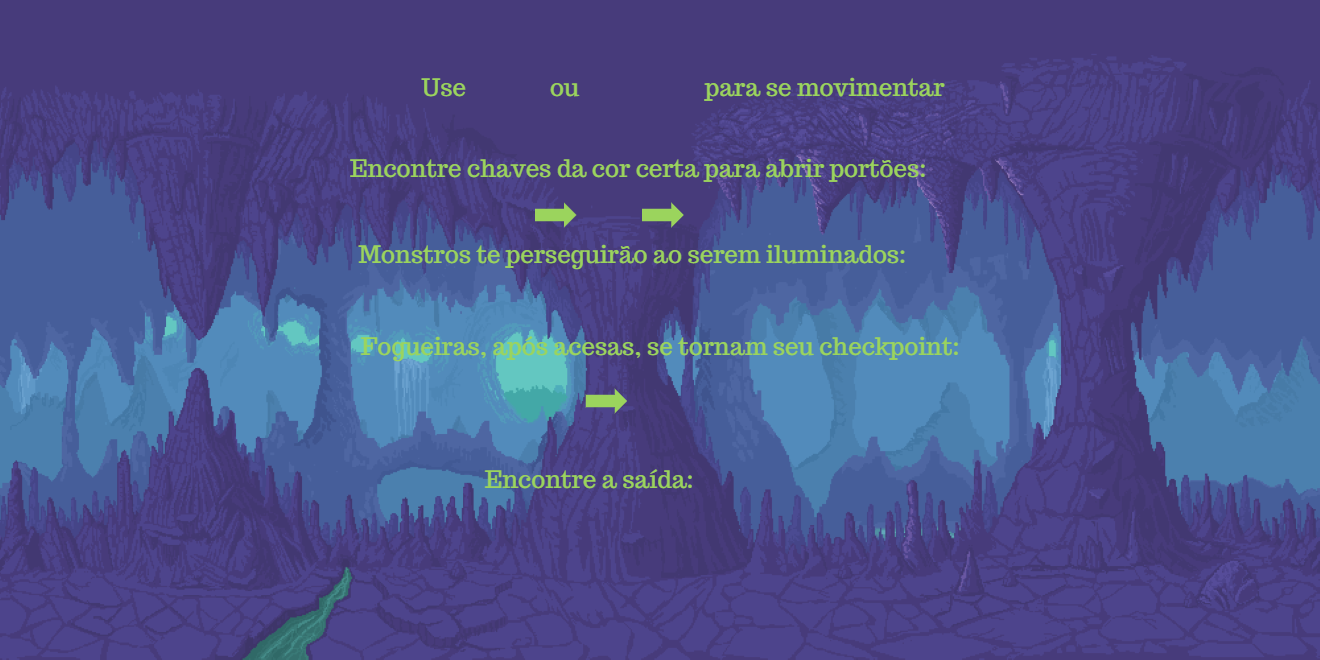 Use ou para se movimentar
Encontre chaves da cor certa para abrir portões:
Monstros te perseguirão ao serem iluminados:
Fogueiras, após acesas, se tornam seu checkpoint:
Encontre a saída: